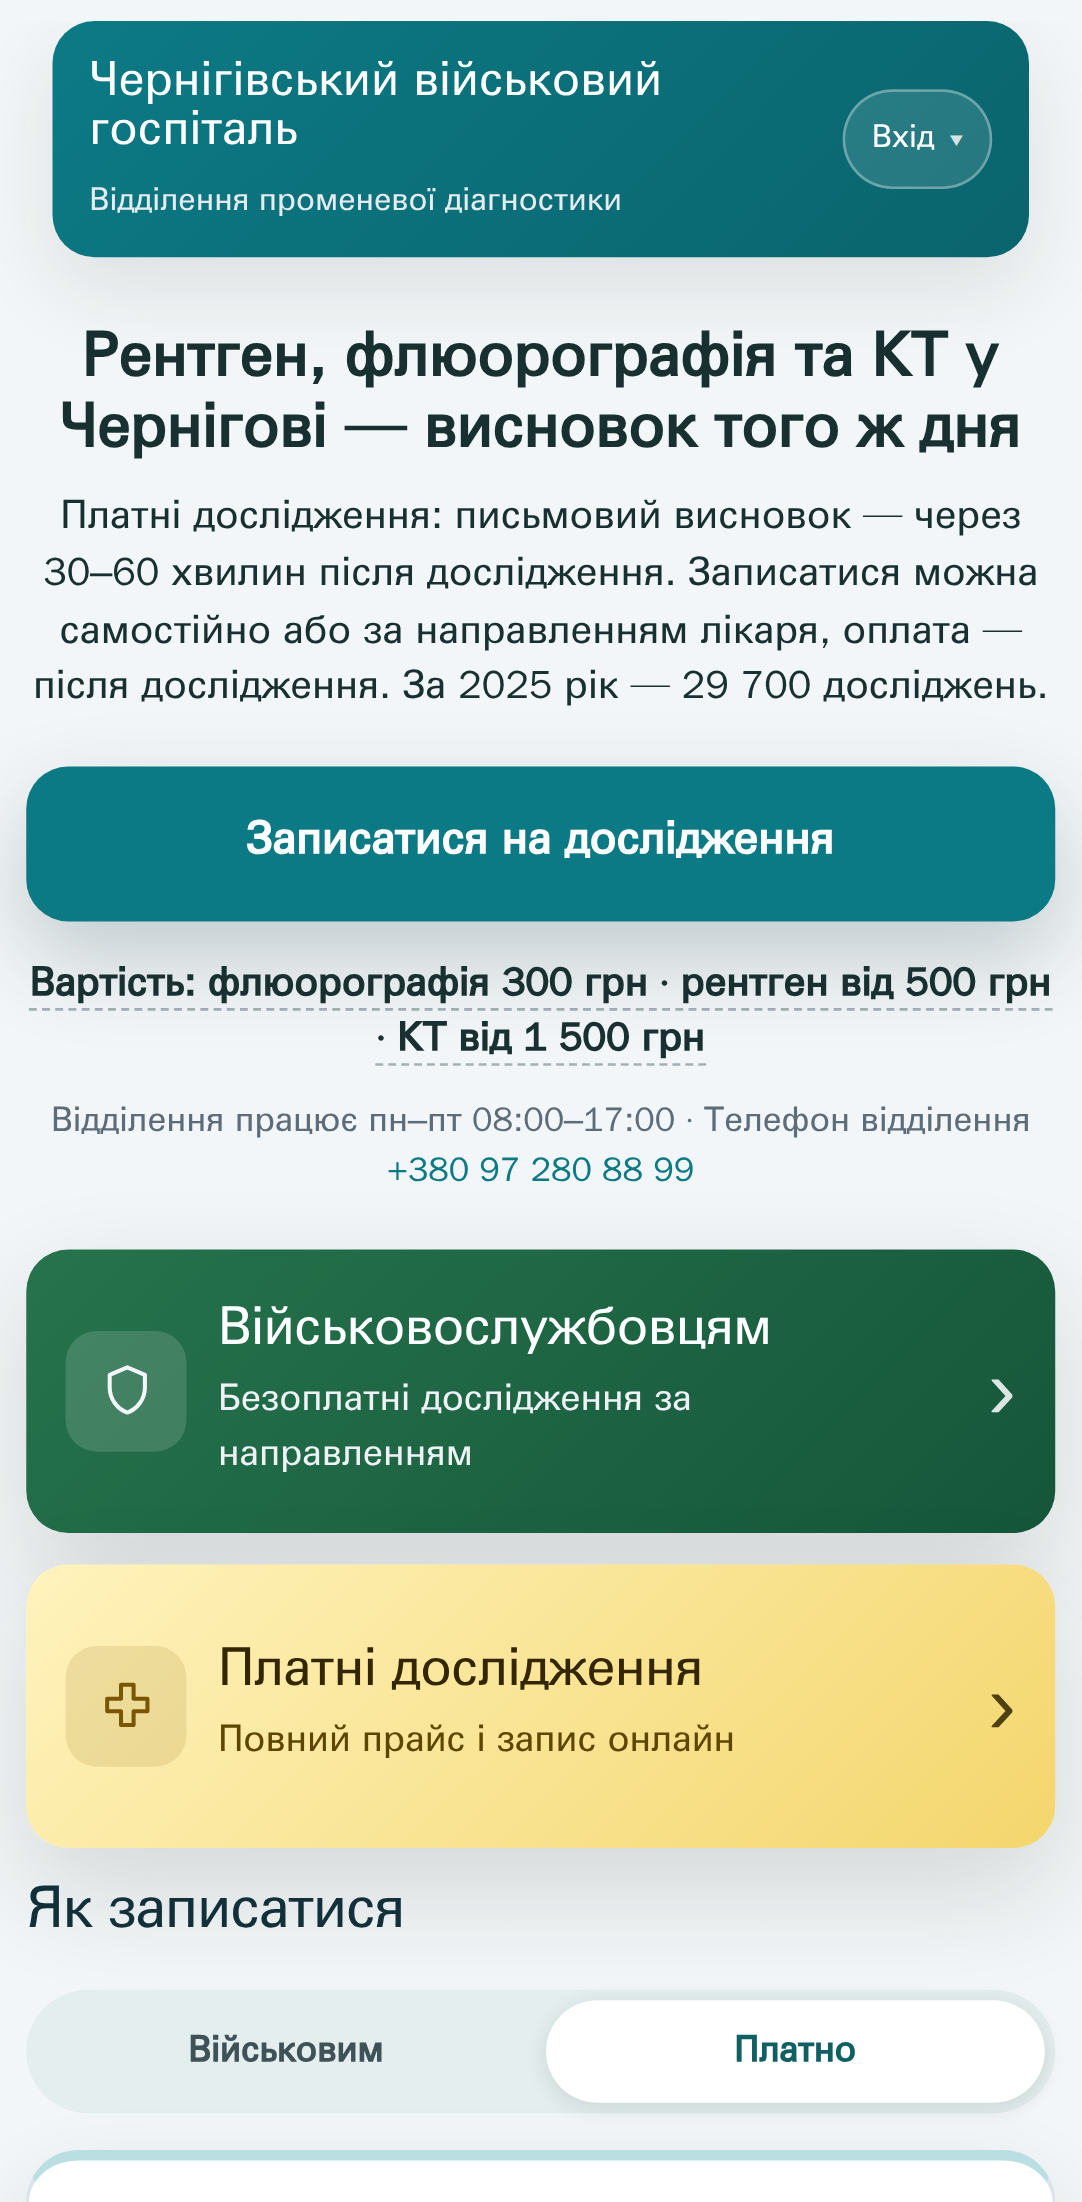 Чернігівський військовий
госпіталь
Відділення променевої діагностики
Вхід ▾
Рентген, флюорографія та КТ у
Чернігові — висновок того ж дня
Платні дослідження: письмовий висновок — через
30–60 хвилин після дослідження. Записатися можна
самостійно або за направленням лікаря, оплата —
після дослідження. За 2025 рік — 29 700 досліджень.
Записатися на дослідження
Вартість: флюорографія 300 грн · рентген від 500 грн
· КТ від 1 500 грн
Відділення працює пн–пт 08:00–17:00 · Телефон відділення
+380 97 280 88 99
Військовослужбовцям
Безоплатні дослідження за
направленням
Платні дослідження
Повний прайс і запис онлайн
Як записатися
Військовим
Платно